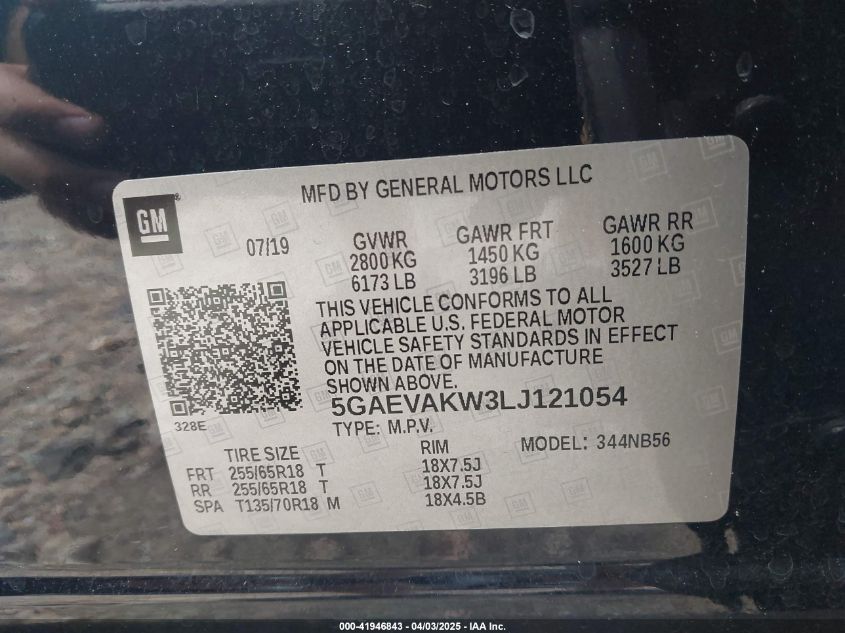 MFD BY GENERAL MOTORS LLC
GM
®
07/19
GVWR
2800 KG
6173 LB
GAWR FRT
1450 KG
3196 LB
GAWR RR
1600 KG
3527 LB
THIS VEHICLE CONFORMS TO ALL
APPLICABLE U.S. FEDERAL MOTOR
VEHICLE SAFETY STANDARDS IN EFFECT
ON THE DATE OF MANUFACTURE
SHOWN ABOVE.
328E
5GAEVAKW3LJ121054
TYPE: M.P.V.
MODEL: 344NB56
TIRE SIZE RIM
FRT 255/65R18 T 18X7.5J
RR 255/65R18 T 18X7.5J
SPA T135/70R18 M 18X4.5B
000-41946843 - 04/03/2025 - IAA Inc.